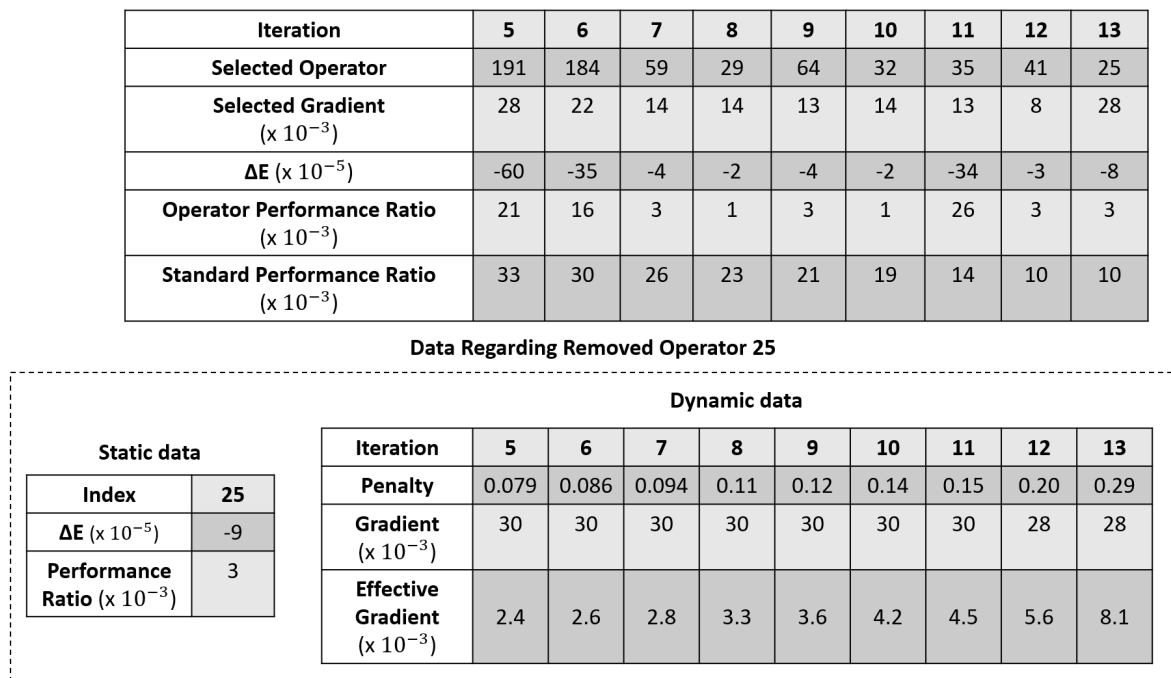 Iteration 5 6 7 8 9 10 11 12 13
Selected Operator 191 184 59 29 64 32 35 41 25
Selected Gradient 28 22 14 14 13 14 13 8 28
(x 10⁻³)
ΔE (x 10⁻⁵) -60 -35 -4 -2 -4 -2 -34 -3 -8
Operator Performance Ratio 21 16 3 1 3 1 26 3 3
(x 10⁻³)
Standard Performance Ratio 33 30 26 23 21 19 14 10 10
(x 10⁻³)
Data Regarding Removed Operator 25
Static data
Index 25
ΔE (x 10⁻⁵) -9
Performance 3
Ratio (x 10⁻³)
Dynamic data
Iteration 5 6 7 8 9 10 11 12 13
Penalty 0.079 0.086 0.094 0.11 0.12 0.14 0.15 0.20 0.29
Gradient 30 30 30 30 30 30 30 28 28
(x 10⁻³)
Effective
Gradient 2.4 2.6 2.8 3.3 3.6 4.2 4.5 5.6 8.1
(x 10⁻³)